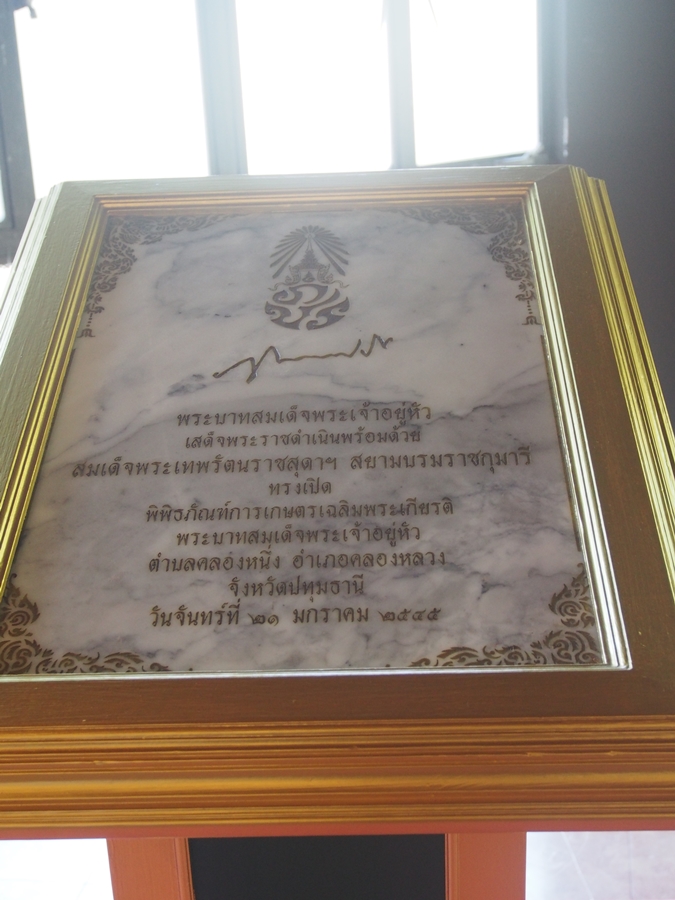 พระบาทสมเด็จพระเจ้าอยู่หัว
เสด็จพระราชดำเนินพร้อมด้วย
สมเด็จพระเทพรัตนราชสุดาฯ สยามบรมราชกุมารี
ทรงเปิด
พิพิธภัณฑ์การเกษตรเฉลิมพระเกียรติ
พระบาทสมเด็จพระเจ้าอยู่หัว
ตำบลคลองหนึ่ง อำเภอคลองหลวง
จังหวัดปทุมธานี
วันจันทร์ที่ ๒๑ มกราคม ๒๕๔๕